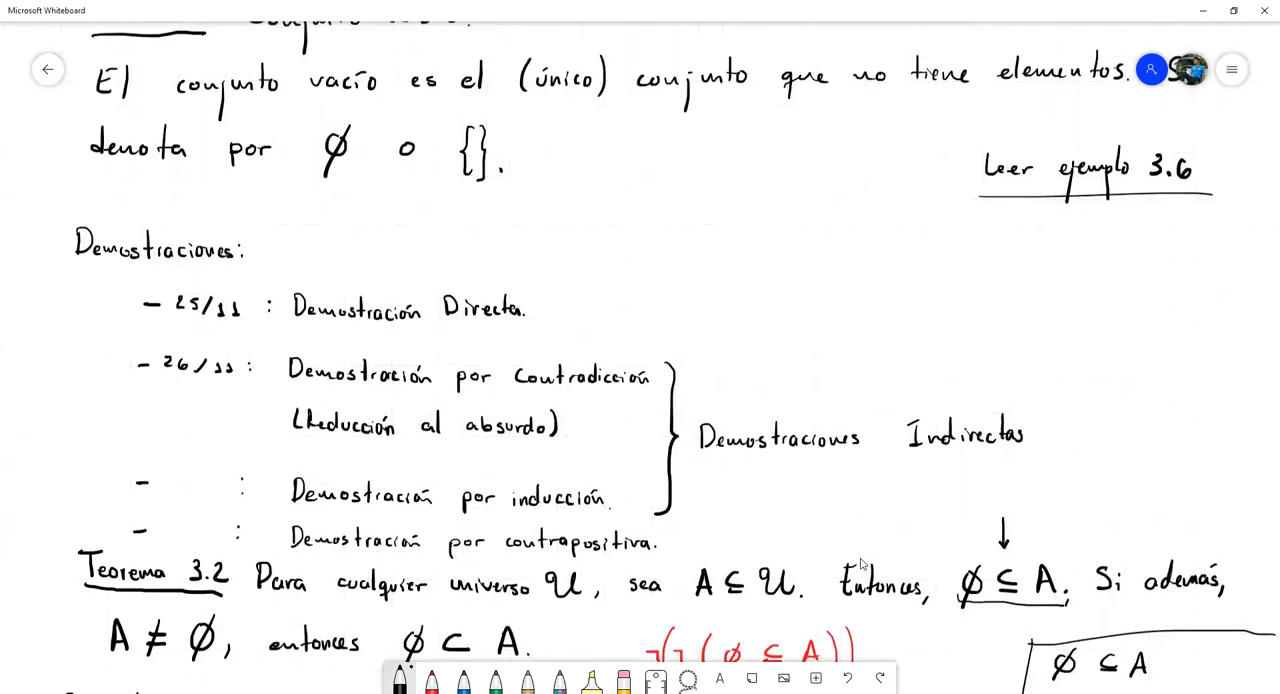 Microsoft Whiteboard
El conjunto vacío es el (único) conjunto que no tiene elementos. S
denota por ∅ o {}.
Leer ejemplo 3.6
Demostraciones:
- 25/11 : Demostración Directa.
- 26/11 : Demostración por Contradicción
(Reducción al absurdo)
Demostraciones Indirectas
- : Demostración por inducción.
- : Demostración por contrapositiva.
Teorema 3.2 Para cualquier universo 𝒰, sea A ⊆ 𝒰. Entonces, ∅ ⊆ A. Si además,
A ≠ ∅, entonces ∅ ⊂ A.
¬(¬(∅ ⊆ A))
∅ ⊆ A